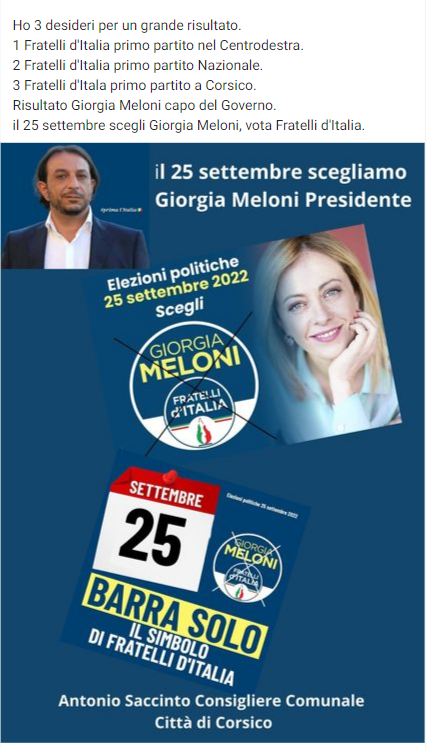 Ho 3 desideri per un grande risultato.
1 Fratelli d'Italia primo partito nel Centrodestra.
2 Fratelli d'Italia primo partito Nazionale.
3 Fratelli d'Itala primo partito a Corsico.
Risultato Giorgia Meloni capo del Governo.
il 25 settembre scegli Giorgia Meloni, vota Fratelli d'Italia.
il 25 settembre scegliamo
Giorgia Meloni Presidente
#prima l'Italia
Elezioni politiche
25 settembre 2022
Scegli
GIORGIA
MELONI
FRATELLI
d'ITALIA
SETTEMBRE
25
Elezioni politiche 25 settembre 2022
GIORGIA
MELONI
FRATELLI
D'ITALIA
BARRA SOLO
IL SIMBOLO
DI FRATELLI D'ITALIA
Antonio Saccinto Consigliere Comunale
Città di Corsico